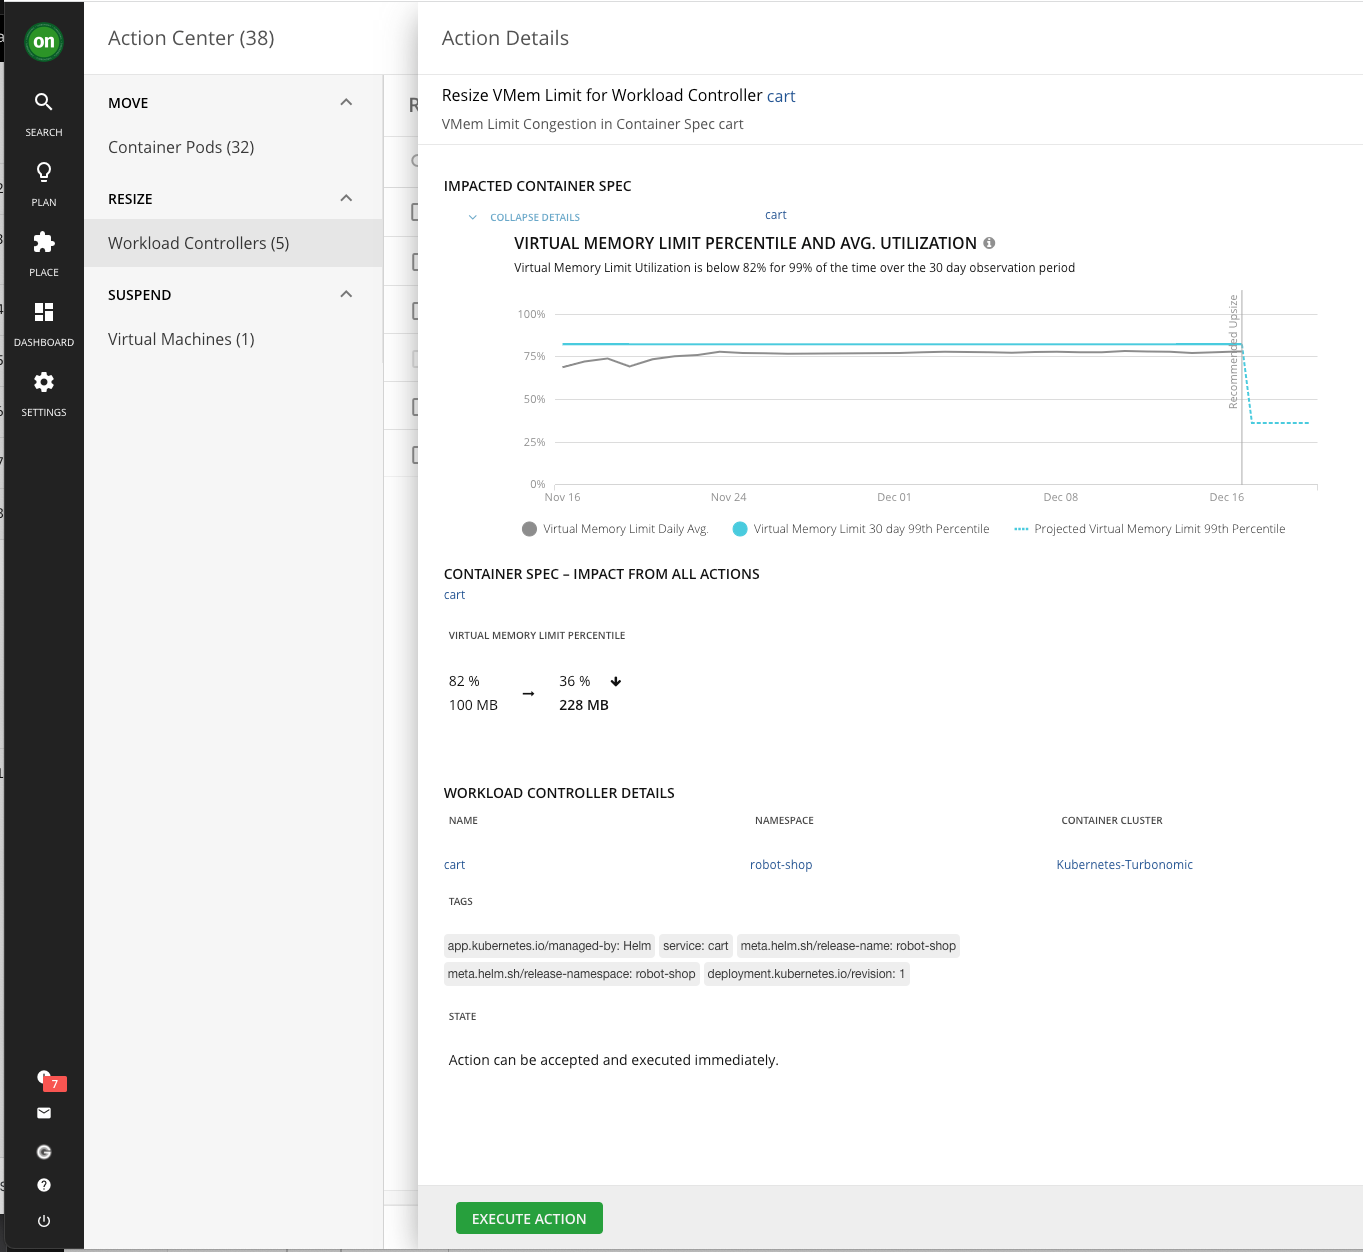 on
SEARCH
PLAN
PLACE
DASHBOARD
SETTINGS
7
Action Center (38)
MOVE
Container Pods (32)
RESIZE
Workload Controllers (5)
SUSPEND
Virtual Machines (1)
Action Details
Resize VMem Limit for Workload Controller cart
VMem Limit Congestion in Container Spec cart
IMPACTED CONTAINER SPEC
COLLAPSE DETAILS cart
VIRTUAL MEMORY LIMIT PERCENTILE AND AVG. UTILIZATION
Virtual Memory Limit Utilization is below 82% for 99% of the time over the 30 day observation period
100%
75%
50%
25%
0%
Recommended Upsize
Nov 16 Nov 24 Dec 01 Dec 08 Dec 16
Virtual Memory Limit Daily Avg. Virtual Memory Limit 30 day 99th Percentile Projected Virtual Memory Limit 99th Percentile
CONTAINER SPEC – IMPACT FROM ALL ACTIONS
cart
VIRTUAL MEMORY LIMIT PERCENTILE
82 % → 36 %
100 MB 228 MB
WORKLOAD CONTROLLER DETAILS
NAME NAMESPACE CONTAINER CLUSTER
cart robot-shop Kubernetes-Turbonomic
TAGS
app.kubernetes.io/managed-by: Helm service: cart meta.helm.sh/release-name: robot-shop
meta.helm.sh/release-namespace: robot-shop deployment.kubernetes.io/revision: 1
STATE
Action can be accepted and executed immediately.
EXECUTE ACTION